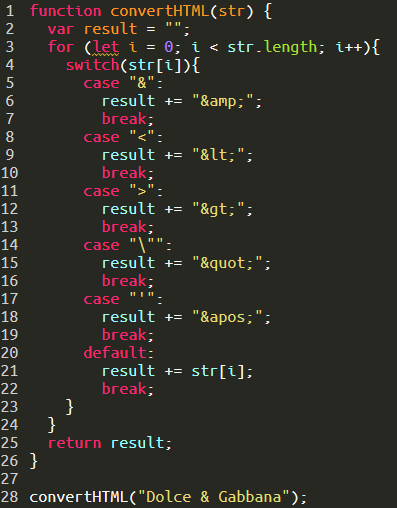 1 function convertHTML(str) {
2   var result = "";
3   for (let i = 0; i < str.length; i++){
4     switch(str[i]){
5       case "&":
6         result += "&amp;";
7         break;
8       case "<":
9         result += "&lt;";
10         break;
11       case ">":
12         result += "&gt;";
13         break;
14       case "\"":
15         result += "&quot;";
16         break;
17       case "'":
18         result += "&apos;";
19         break;
20       default:
21         result += str[i];
22         break;
23     }
24   }
25   return result;
26 }
27
28 convertHTML("Dolce & Gabbana");